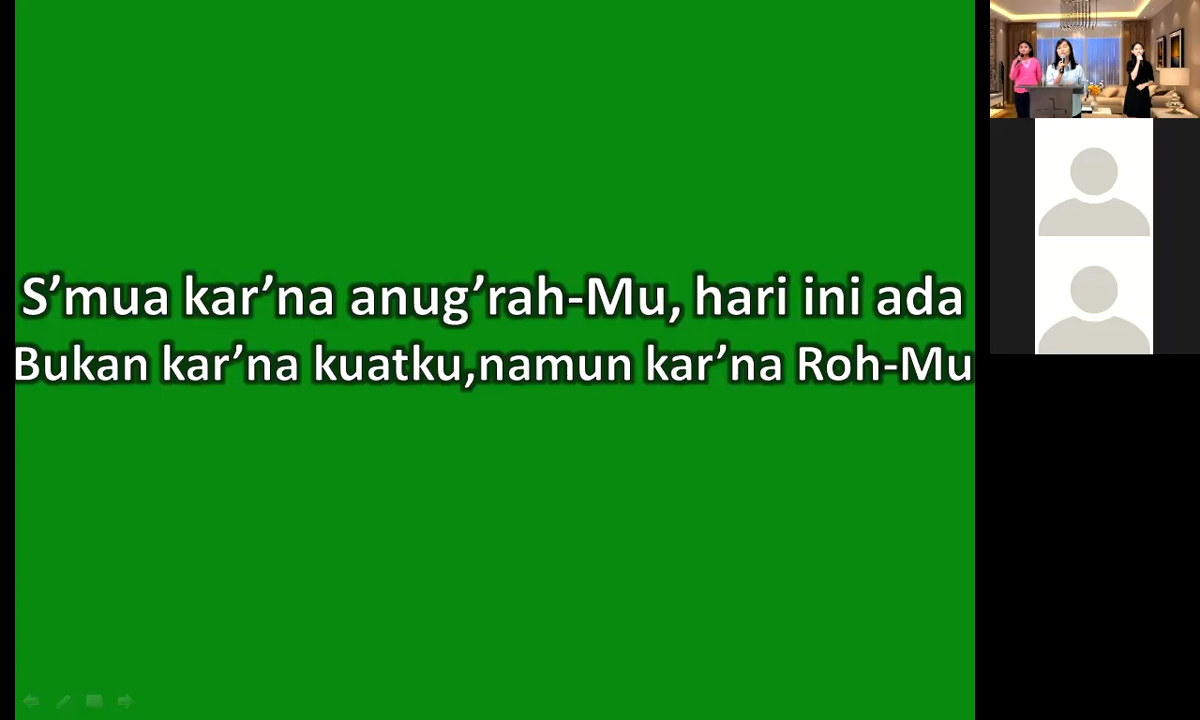 S’mua kar’na anug’rah-Mu, hari ini ada
Bukan kar’na kuatku,namun kar’na Roh-Mu